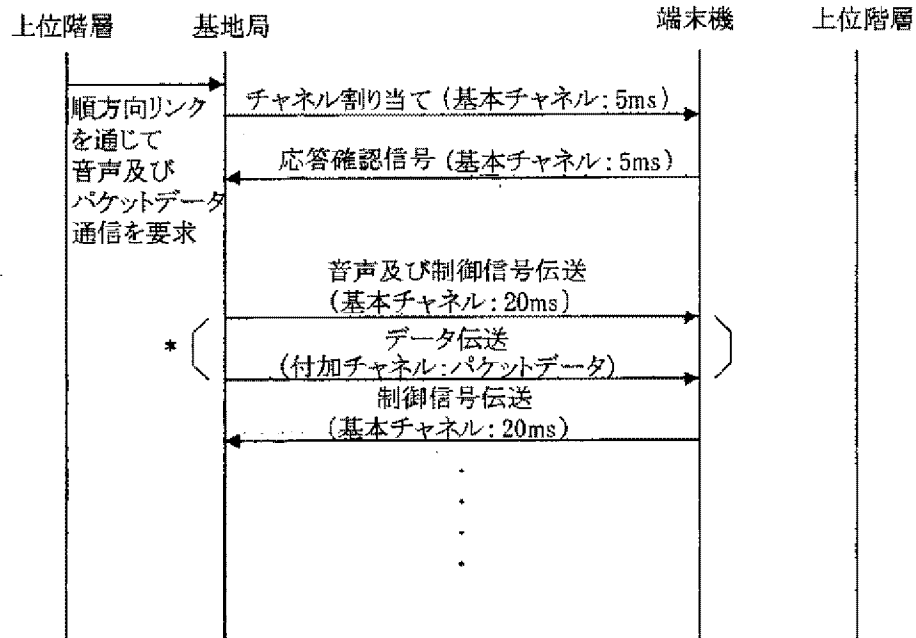 上位階層
基地局
端末機
上位階層
順方向リンク
を通じて
音声及び
パケットデータ
通信を要求
チャネル割り当て(基本チャネル:5ms)
応答確認信号(基本チャネル:5ms)
音声及び制御信号伝送
(基本チャネル:20ms)
*
データ伝送
(付加チャネル:パケットデータ)
制御信号伝送
(基本チャネル:20ms)